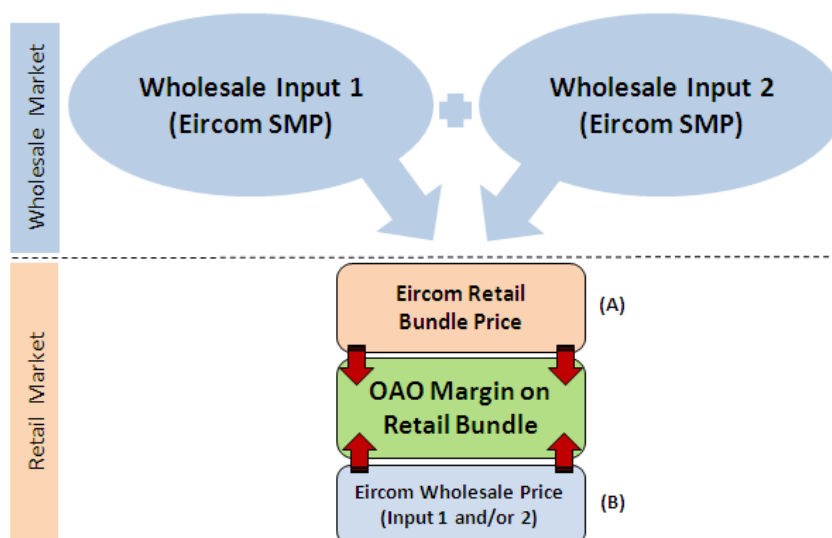 Wholesale Market
Wholesale Input 1
(Eircom SMP)
Wholesale Input 2
(Eircom SMP)
Retail Market
Eircom Retail
Bundle Price
(A)
OAO Margin on
Retail Bundle
Eircom Wholesale Price
(Input 1 and/or 2)
(B)